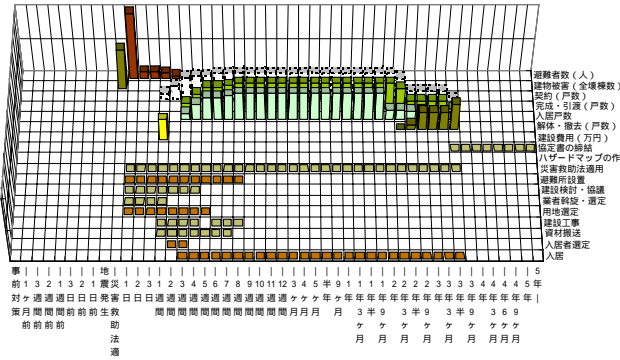 避難者数（人）
建物被害（全壊棟数）
契約（戸数）
完成・引渡（戸数）
入居戸数
解体・撤去（戸数）
建設費用（万円）
協定書の締結
ハザードマップの作
災害救助法適用
避難所設置
建設検討・協議
業者斡旋・選定
用地選定
建設工事
資材搬送
入居者選定
入居
事前対策
｜1ヶ月前
3週間前
2週間前
1週間前
3日前
2日前
1日前
地震発生
｜災害救助法適
1日
2日
3日
1週間
2週間
3週間
4週間
5週間
6週間
7週間
8週間
9週間
10週間
11週間
12週間
3ヶ月
4ヶ月
5ヶ月
半年
9ヶ月
1年
1年3ヶ月
1年半
1年9ヶ月
2年
2年3ヶ月
2年半
2年9ヶ月
3年
3年3ヶ月
3年半
3年9ヶ月
4年
4年3ヶ月
4年6ヶ月
4年9ヶ月
5年
5年｜